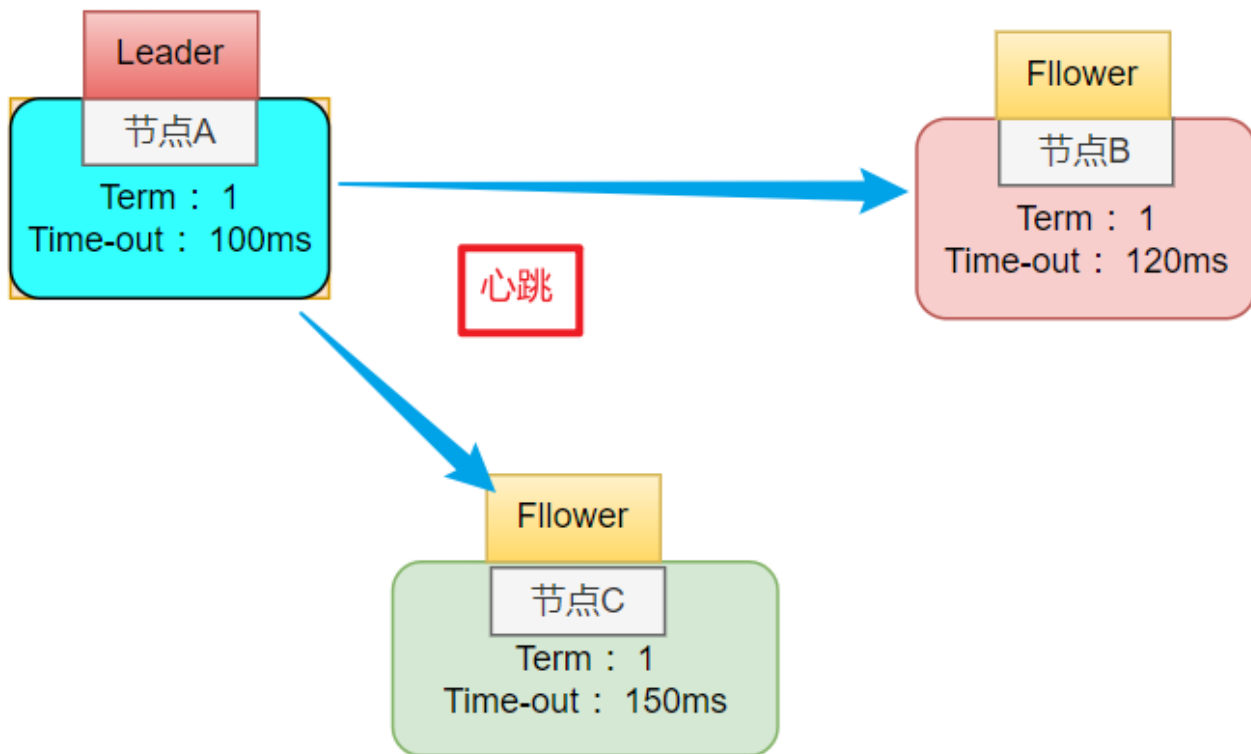 Leader
节点A
Term： 1
Time-out： 100ms
Fllower
节点B
Term： 1
Time-out： 120ms
心跳
Fllower
节点C
Term： 1
Time-out： 150ms